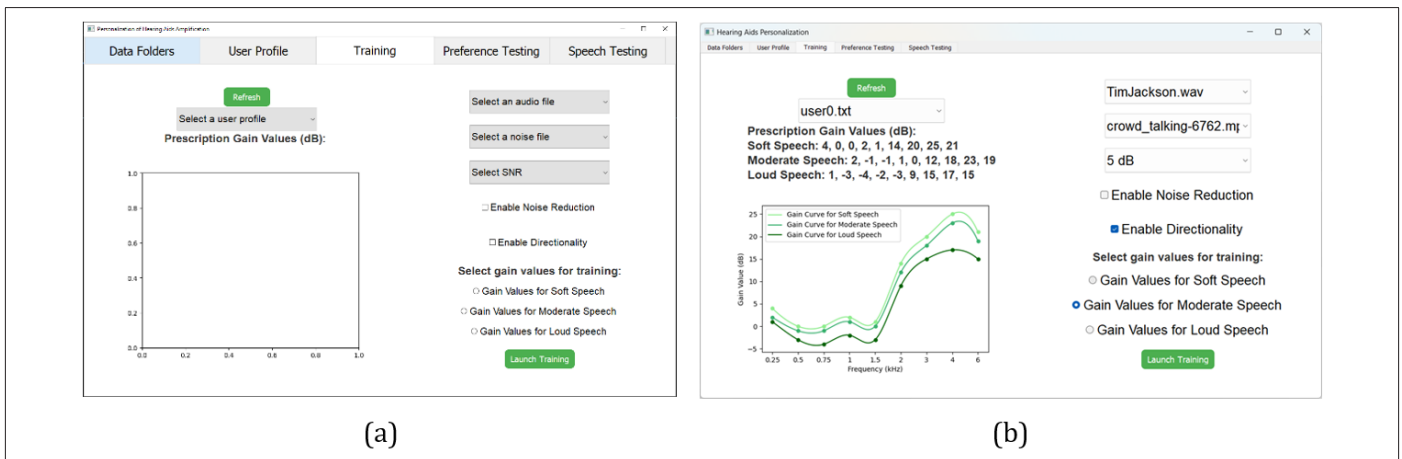 Personalization of Hearing Aids Amplification
Data Folders User Profile Training Preference Testing Speech Testing
Refresh
Select a user profile
Prescription Gain Values (dB):
1.0
0.8
0.6
0.4
0.2
0.0
0.0 0.2 0.4 0.6 0.8 1.0
Select an audio file
Select a noise file
Select SNR
Enable Noise Reduction
Enable Directionality
Select gain values for training:
Gain Values for Soft Speech
Gain Values for Moderate Speech
Gain Values for Loud Speech
Launch Training
(a)
Hearing Aids Personalization
Data Folders User Profile Training Preference Testing Speech Testing
Refresh
user0.txt
Prescription Gain Values (dB):
Soft Speech: 4, 0, 0, 2, 1, 14, 20, 25, 21
Moderate Speech: 2, -1, -1, 1, 0, 12, 18, 23, 19
Loud Speech: 1, -3, -4, -2, -3, 9, 15, 17, 15
Gain Curve for Soft Speech
Gain Curve for Moderate Speech
Gain Curve for Loud Speech
Gain Value (dB)
25
20
15
10
5
0
−5
0.25 0.5 0.75 1 1.5 2 3 4 6
Frequency (kHz)
TimJackson.wav
crowd_talking-6762.mp
5 dB
Enable Noise Reduction
Enable Directionality
Select gain values for training:
Gain Values for Soft Speech
Gain Values for Moderate Speech
Gain Values for Loud Speech
Launch Training
(b)